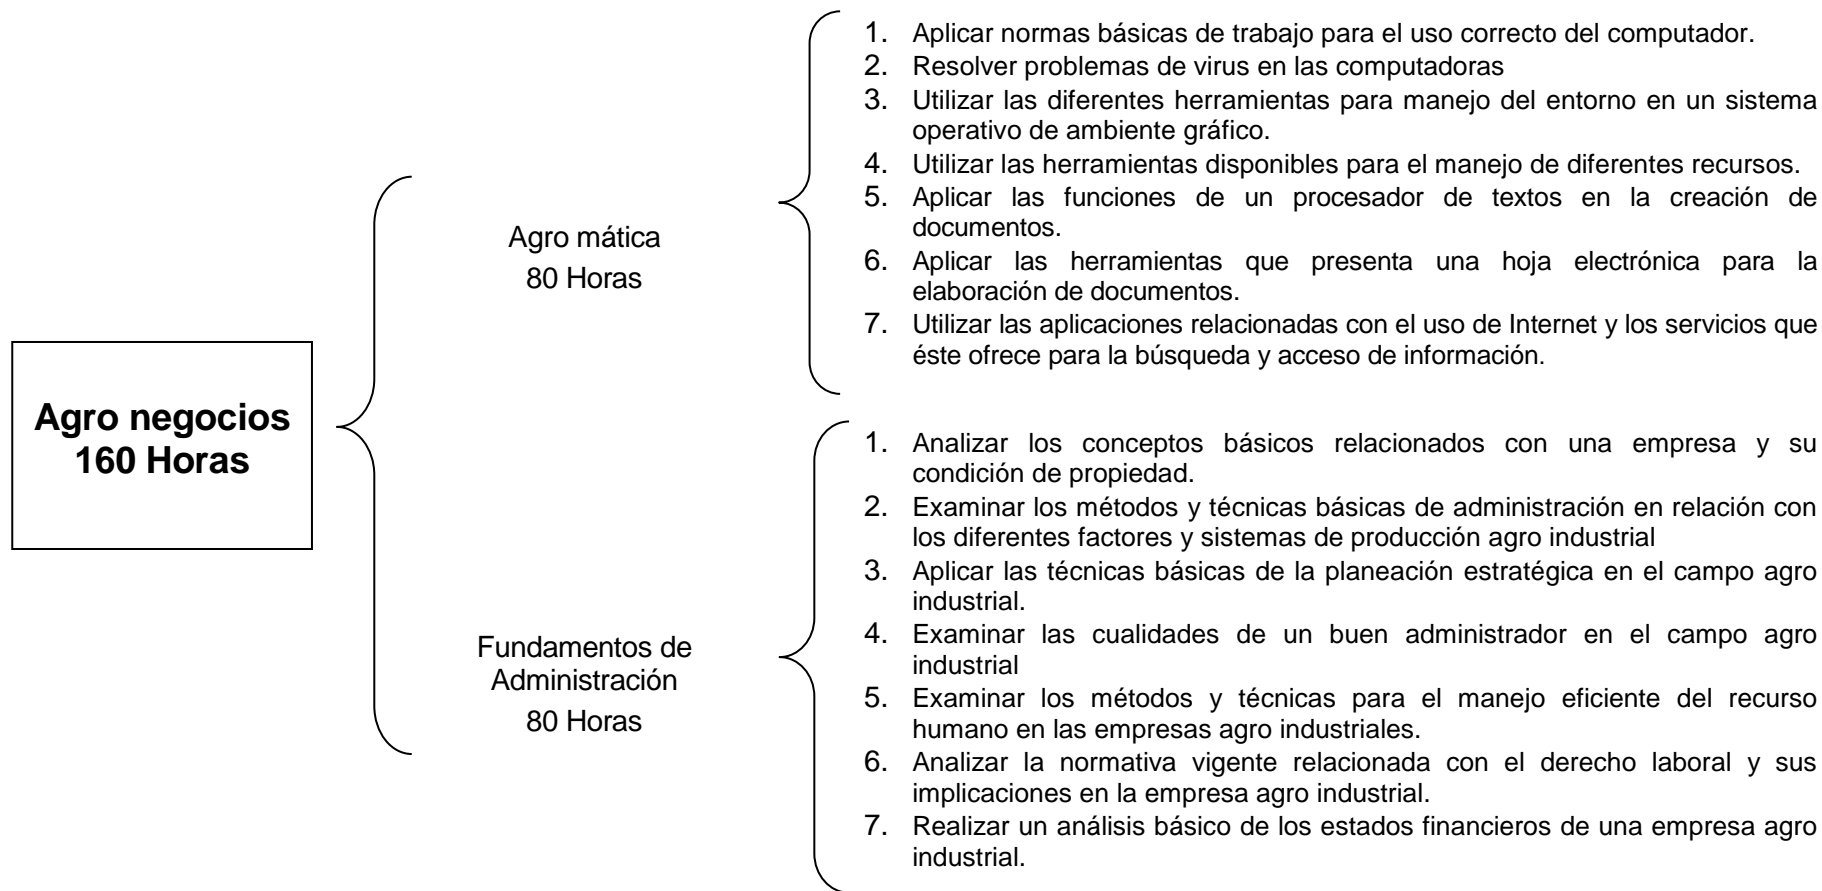 Agro negocios
160 Horas
Agro mática
80 Horas
1. Aplicar normas básicas de trabajo para el uso correcto del computador.
2. Resolver problemas de virus en las computadoras
3. Utilizar las diferentes herramientas para manejo del entorno en un sistema
operativo de ambiente gráfico.
4. Utilizar las herramientas disponibles para el manejo de diferentes recursos.
5. Aplicar las funciones de un procesador de textos en la creación de
documentos.
6. Aplicar las herramientas que presenta una hoja electrónica para la
elaboración de documentos.
7. Utilizar las aplicaciones relacionadas con el uso de Internet y los servicios que
éste ofrece para la búsqueda y acceso de información.
Fundamentos de
Administración
80 Horas
1. Analizar los conceptos básicos relacionados con una empresa y su
condición de propiedad.
2. Examinar los métodos y técnicas básicas de administración en relación con
los diferentes factores y sistemas de producción agro industrial
3. Aplicar las técnicas básicas de la planeación estratégica en el campo agro
industrial.
4. Examinar las cualidades de un buen administrador en el campo agro
industrial
5. Examinar los métodos y técnicas para el manejo eficiente del recurso
humano en las empresas agro industriales.
6. Analizar la normativa vigente relacionada con el derecho laboral y sus
implicaciones en la empresa agro industrial.
7. Realizar un análisis básico de los estados financieros de una empresa agro
industrial.